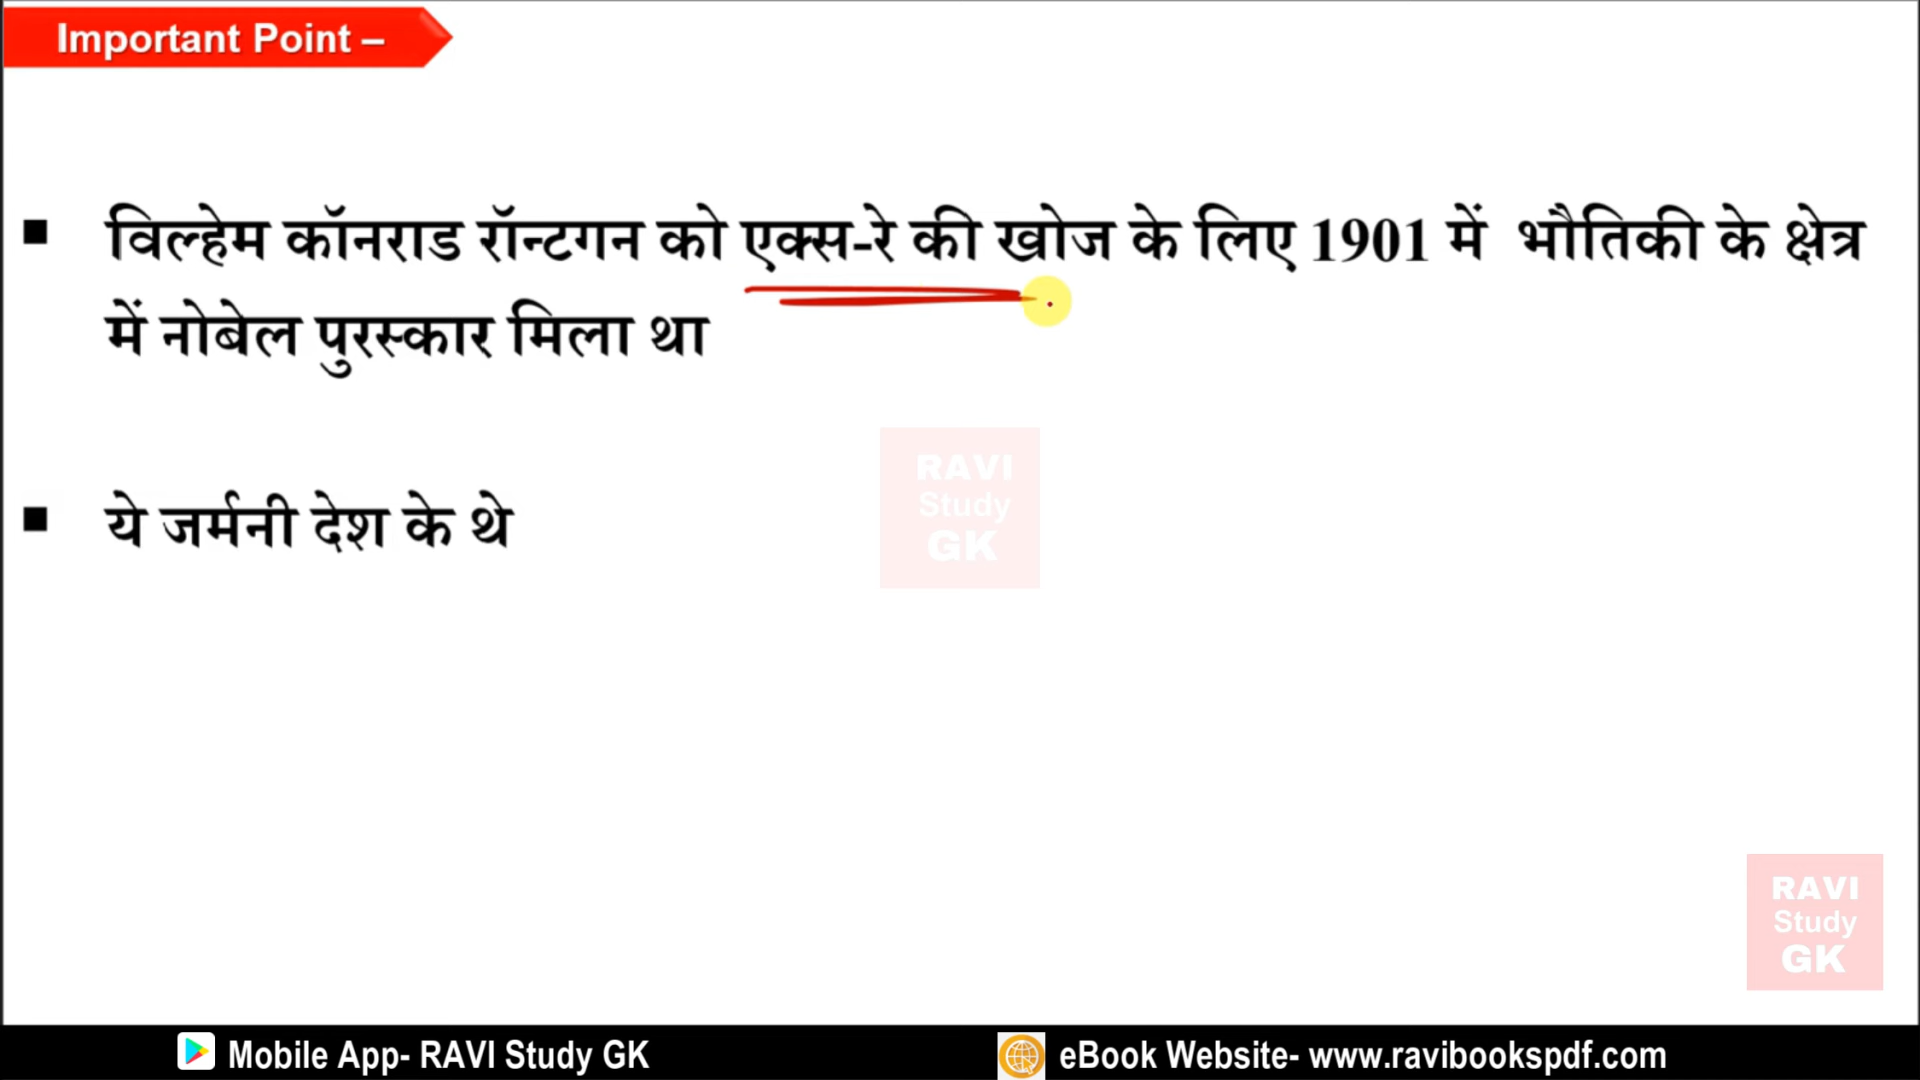 Important Point –
▪ विल्हेम कॉनराड रॉन्टगन को एक्स-रे की खोज के लिए 1901 में भौतिकी के क्षेत्र
में नोबेल पुरस्कार मिला था
RAVI
Study
GK
▪ ये जर्मनी देश के थे
RAVI
Study
GK
Mobile App- RAVI Study GK
eBook Website- www.ravibookspdf.com